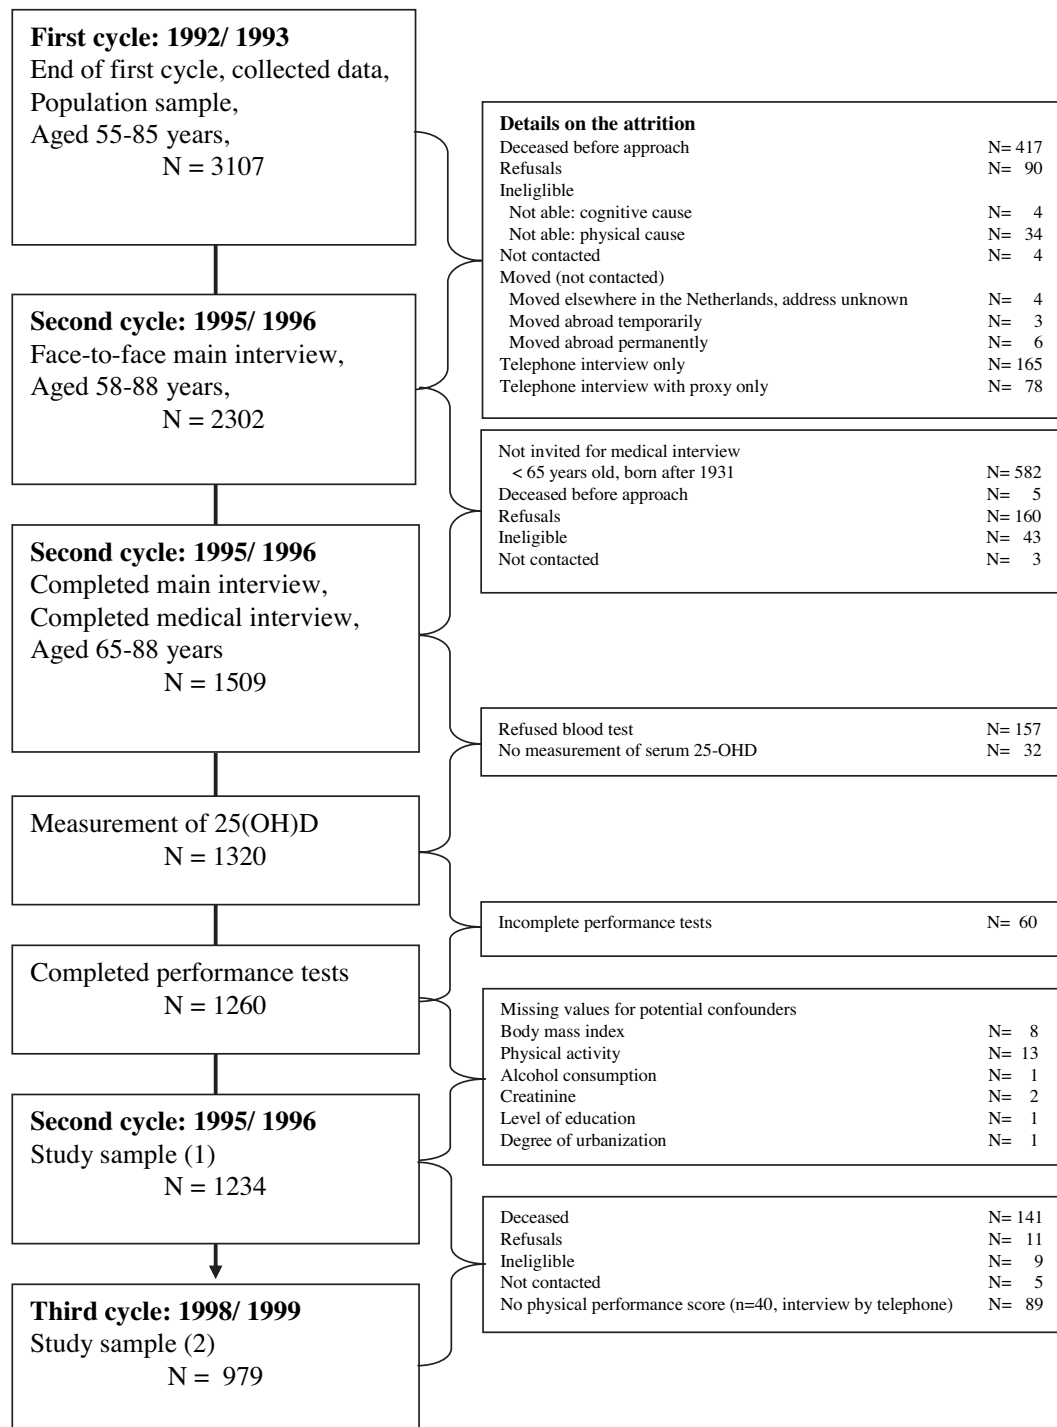 First cycle: 1992/ 1993
End of first cycle, collected data,
Population sample,
Aged 55-85 years,
N = 3107
Details on the attrition
Deceased before approach N= 417
Refusals N= 90
Ineliglible
Not able: cognitive cause N= 4
Not able: physical cause N= 34
Not contacted N= 4
Moved (not contacted)
Moved elsewhere in the Netherlands, address unknown N= 4
Moved abroad temporarily N= 3
Moved abroad permanently N= 6
Telephone interview only N= 165
Telephone interview with proxy only N= 78
Second cycle: 1995/ 1996
Face-to-face main interview,
Aged 58-88 years,
N = 2302
Not invited for medical interview
< 65 years old, born after 1931 N= 582
Deceased before approach N= 5
Refusals N= 160
Ineligible N= 43
Not contacted N= 3
Second cycle: 1995/ 1996
Completed main interview,
Completed medical interview,
Aged 65-88 years
N = 1509
Refused blood test N= 157
No measurement of serum 25-OHD N= 32
Measurement of 25(OH)D
N = 1320
Incomplete performance tests N= 60
Completed performance tests
N = 1260
Missing values for potential confounders
Body mass index N= 8
Physical activity N= 13
Alcohol consumption N= 1
Creatinine N= 2
Level of education N= 1
Degree of urbanization N= 1
Second cycle: 1995/ 1996
Study sample (1)
N = 1234
Deceased N= 141
Refusals N= 11
Ineliglible N= 9
Not contacted N= 5
No physical performance score (n=40, interview by telephone) N= 89
Third cycle: 1998/ 1999
Study sample (2)
N = 979